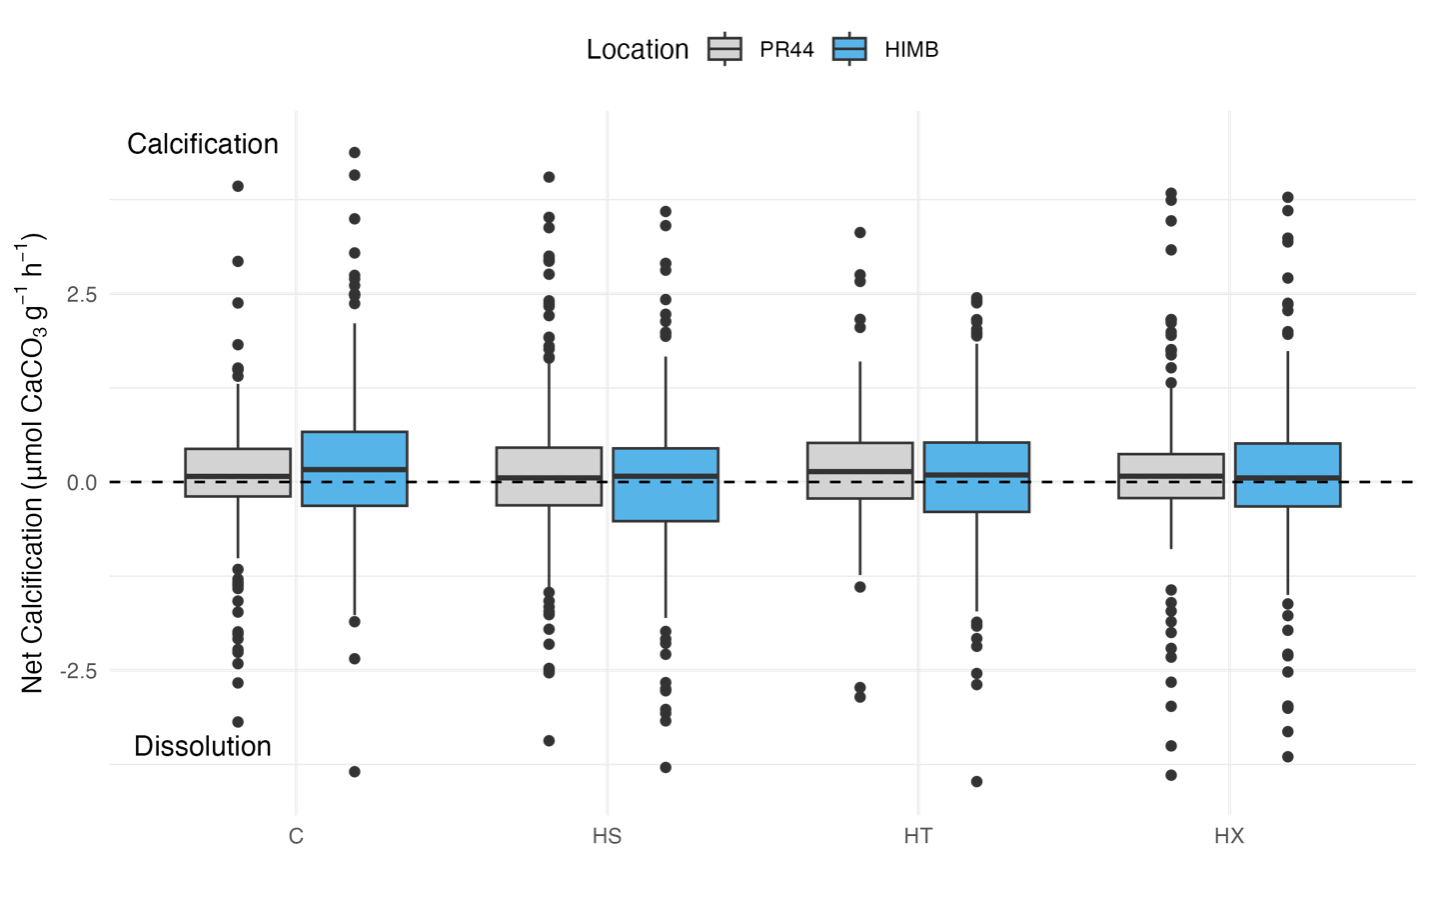 Location PR44 HIMB
Calcification
Net Calcification (μmol CaCO₃ g⁻¹ h⁻¹)
2.5
0.0
-2.5
Dissolution
C HS HT HX